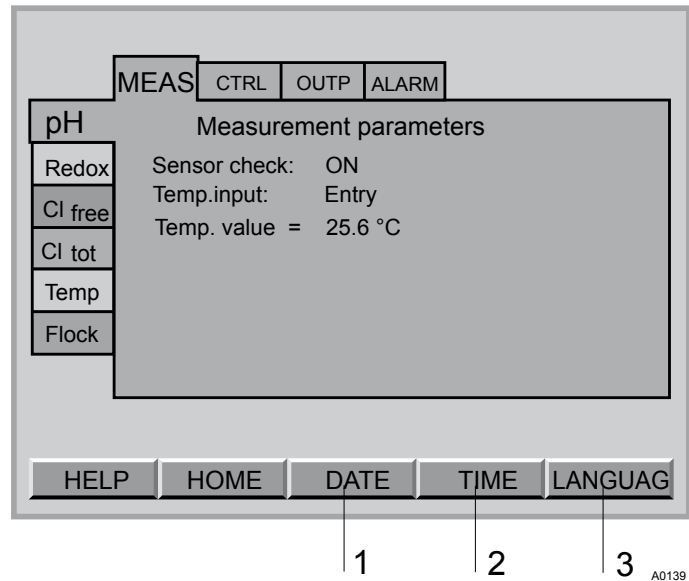 MEAS CTRL OUTP ALARM
pH Measurement parameters
Redox Sensor check: ON
Temp.input: Entry
Cl free
Temp. value = 25.6 °C
Cl tot
Temp
Flock
HELP HOME DATE TIME LANGUAG
1 2 3
A0139